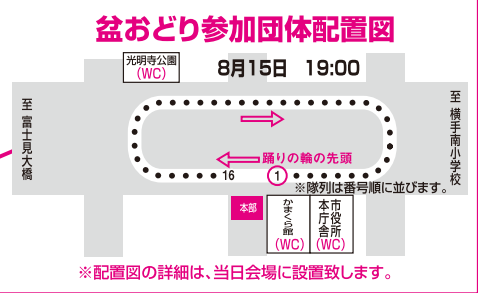 盆おどり参加団体配置図
光明寺公園
(WC)
8月15日 19:00
至 富士見大橋
至 横手南小学校
踊りの輪の先頭
16
1
※隊列は番号順に並びます。
本部
かまくら館
(WC)
市役所
本庁舎
(WC)
※配置図の詳細は、当日会場に設置致します。